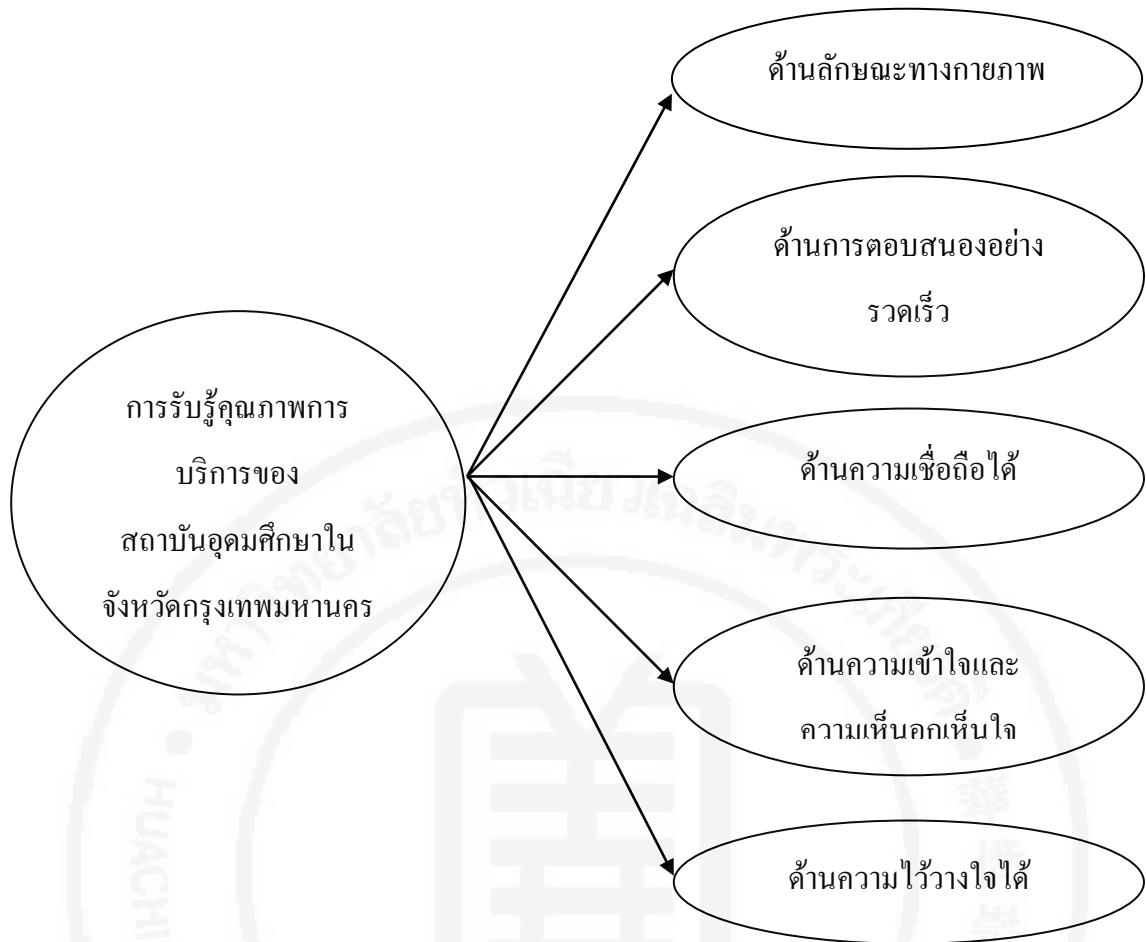 ด้านลักษณะทางกายภาพ
ด้านการตอบสนองอย่าง
รวดเร็ว
การรับรู้คุณภาพการ
บริการของ
สถาบันอุดมศึกษาใน
จังหวัดกรุงเทพมหานคร
ด้านความเชื่อถือได้
ด้านความเข้าใจและ
ความเห็นอกเห็นใจ
ด้านความไว้วางใจได้